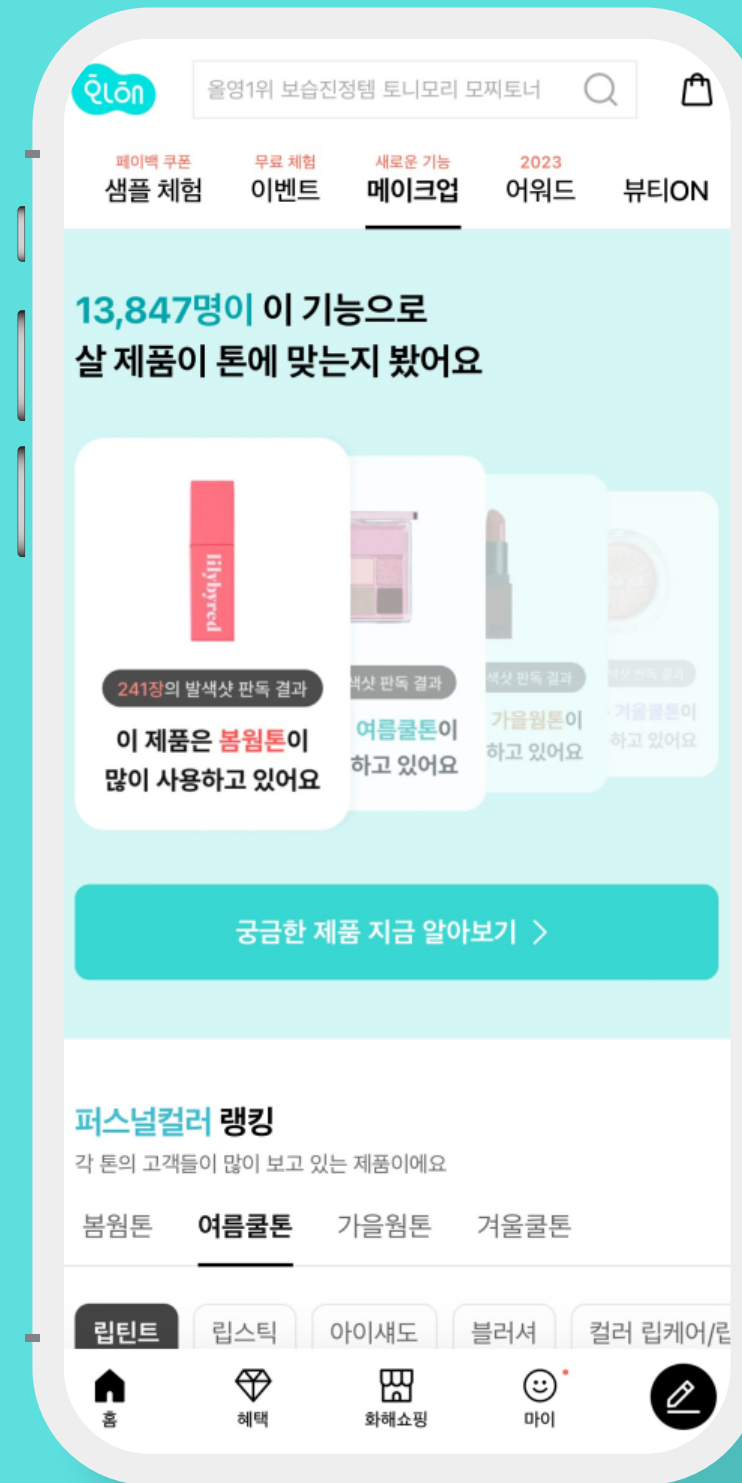 올영1위 보습진정템 토니모리 모찌토너
페이백 쿠폰
샘플 체험
무료 체험
이벤트
새로운 기능
메이크업
2023
어워드
뷰티ON
13,847명이 이 기능으로
살 제품이 톤에 맞는지 봤어요
lilybyred
241장의 발색샷 판독 결과
이 제품은 봄웜톤이
많이 사용하고 있어요
색샷 판독 결과
여름쿨톤이
하고 있어요
색샷 판독 결과
가을웜톤이
하고 있어요
색샷 판독 결과
겨울쿨톤이
하고 있어요
궁금한 제품 지금 알아보기 >
퍼스널컬러 랭킹
각 톤의 고객들이 많이 보고 있는 제품이에요
봄웜톤 여름쿨톤 가을웜톤 겨울쿨톤
립틴트 립스틱 아이섀도 블러셔 컬러 립케어/립
홈 혜택 화해쇼핑 마이